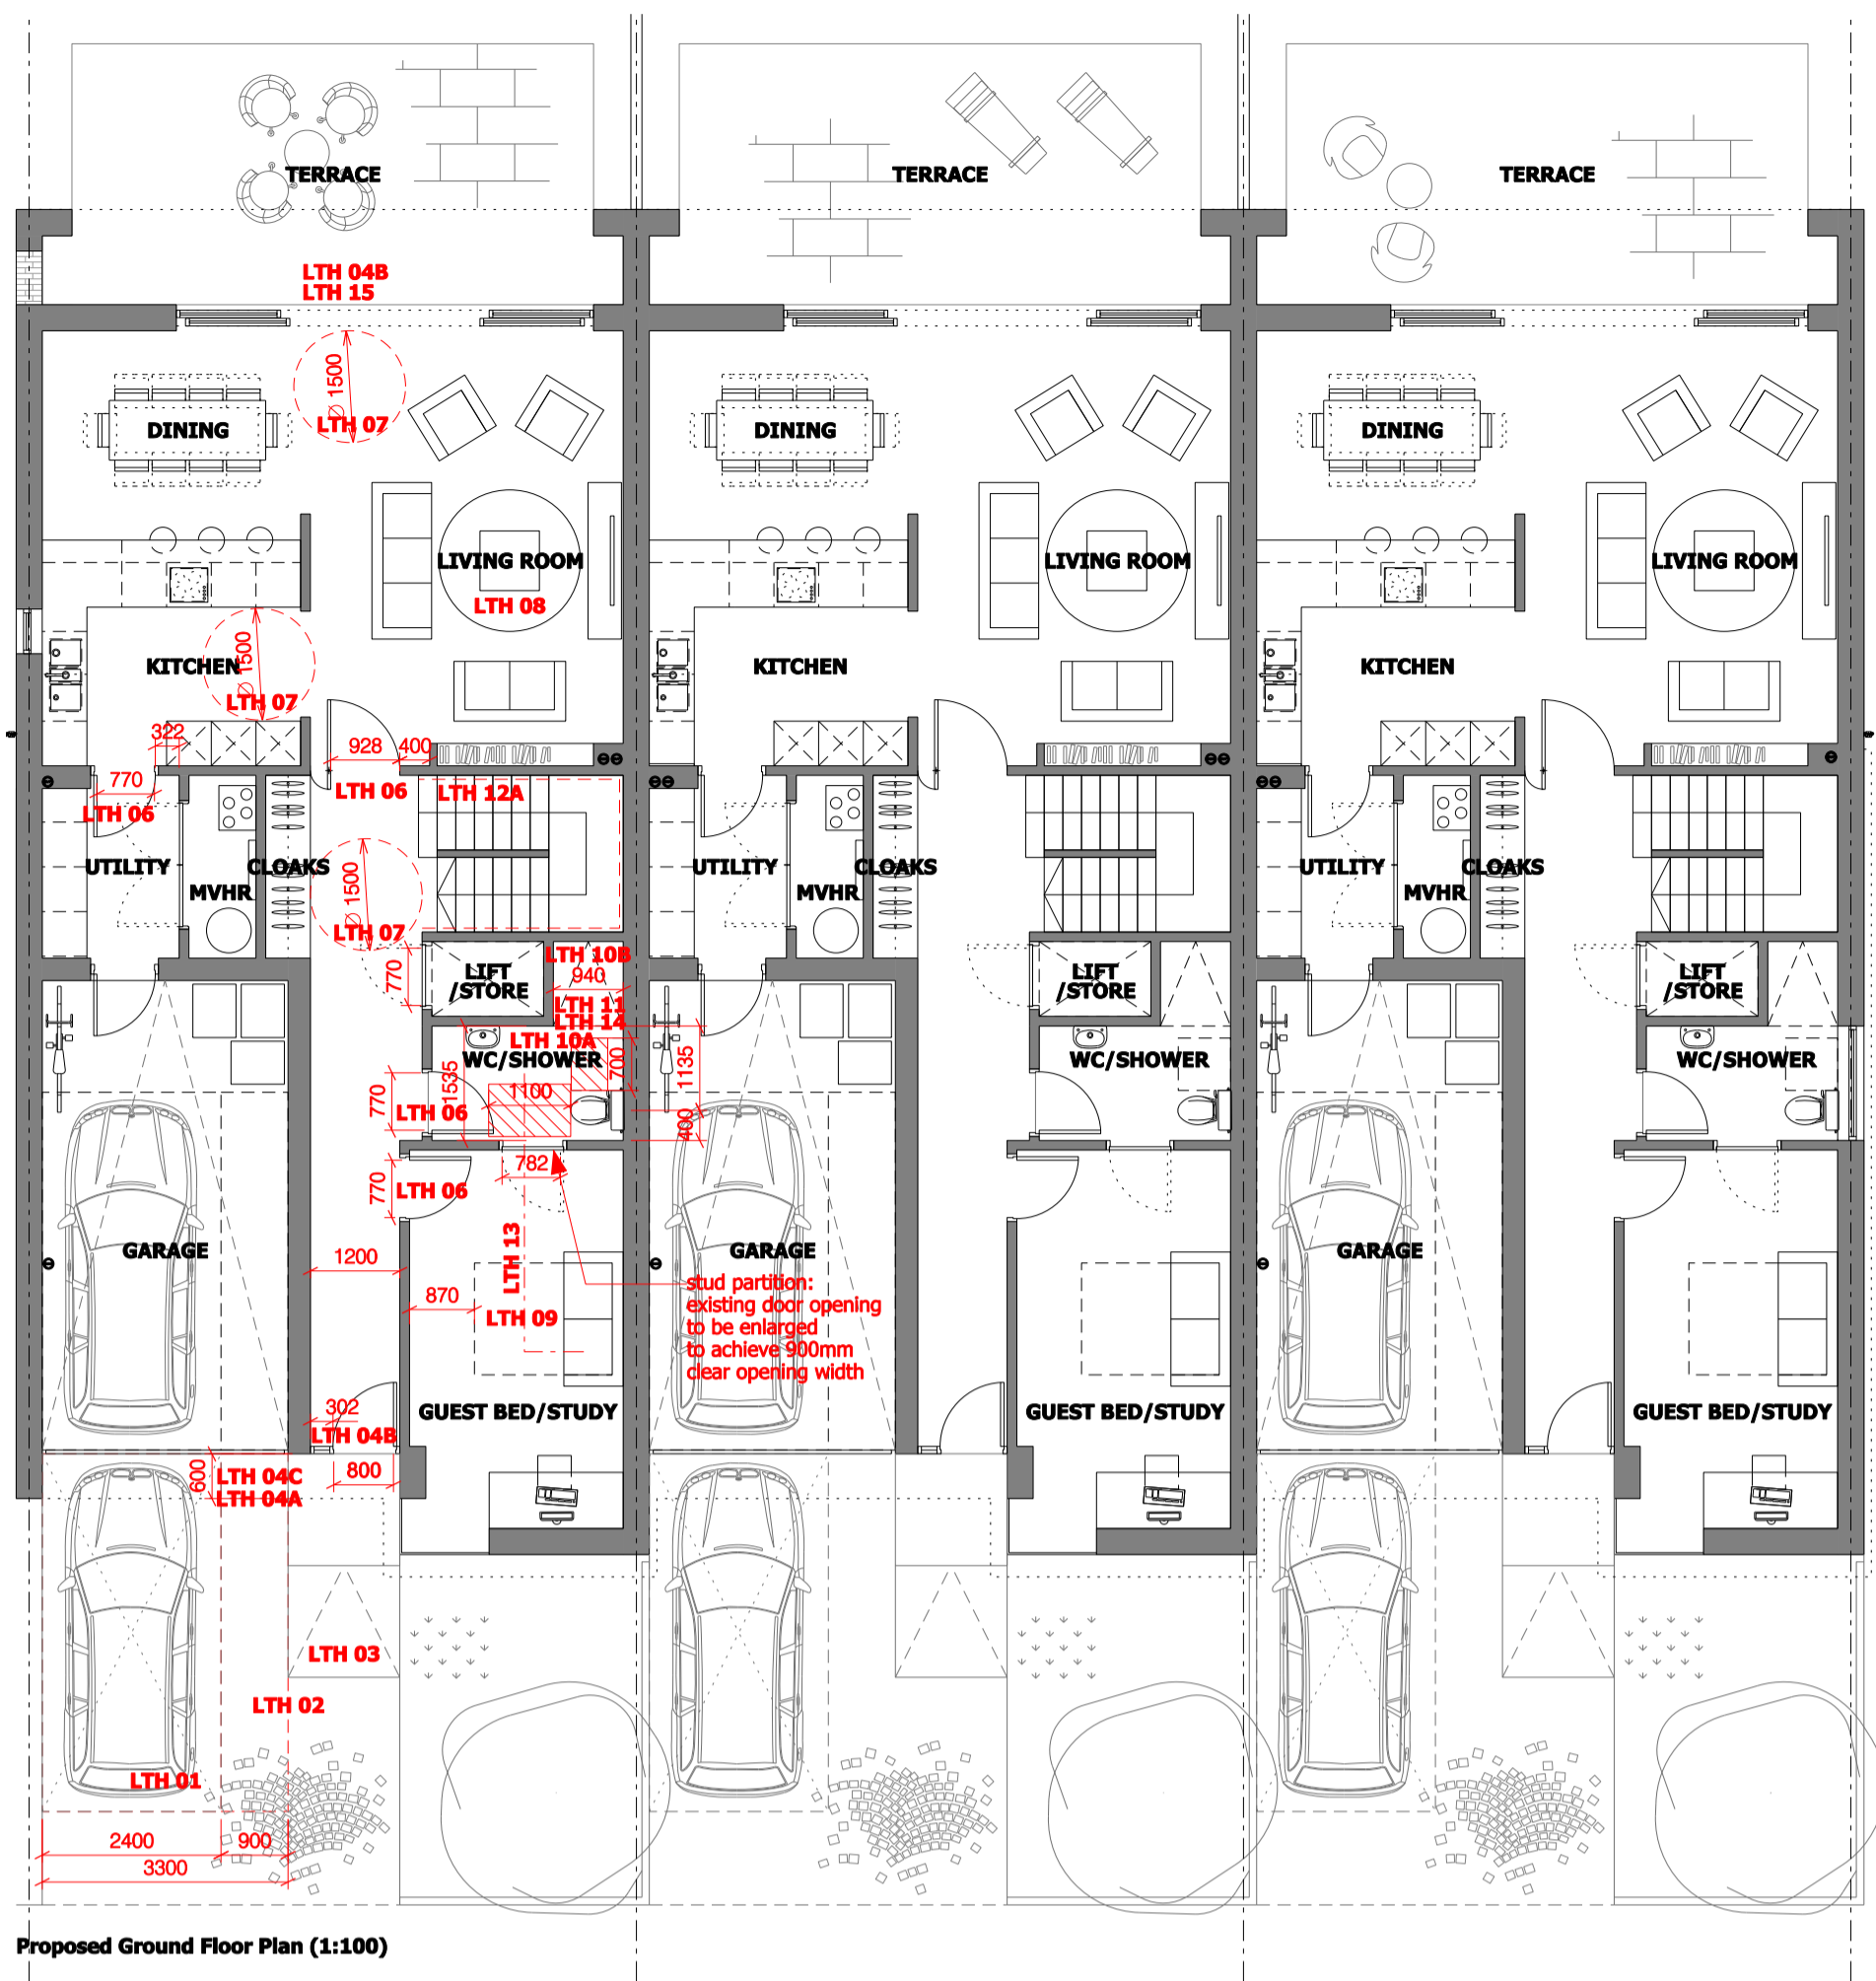 TERRACE
TERRACE
TERRACE
LTH 04B
LTH 15
Ø 1500
LTH 07
DINING
DINING
DINING
LIVING ROOM
LTH 08
LIVING ROOM
LIVING ROOM
KITCHEN
Ø 1500
LTH 07
KITCHEN
KITCHEN
322
928
400
770
LTH 06
LTH 06
LTH 12A
UTILITY
MVHR
CLOAKS
Ø 1500
LTH 07
UTILITY
MVHR
CLOAKS
UTILITY
MVHR
CLOAKS
LTH 10B
770
LIFT
/STORE
940
LTH 11
LTH 14
LTH 10A
WC/SHOWER
LIFT
/STORE
WC/SHOWER
LIFT
/STORE
WC/SHOWER
1535
700
1135
1100
400
770
LTH 06
782
770
LTH 06
GARAGE
1200
LTH 13
870
LTH 09
stud partition:
existing door opening
to be enlarged
to achieve 900mm
clear opening width
GARAGE
GARAGE
302
LTH 04B
GUEST BED/STUDY
GUEST BED/STUDY
GUEST BED/STUDY
600
LTH 04C
LTH 04A
800
LTH 03
LTH 02
LTH 01
2400
900
3300
Proposed Ground Floor Plan (1:100)